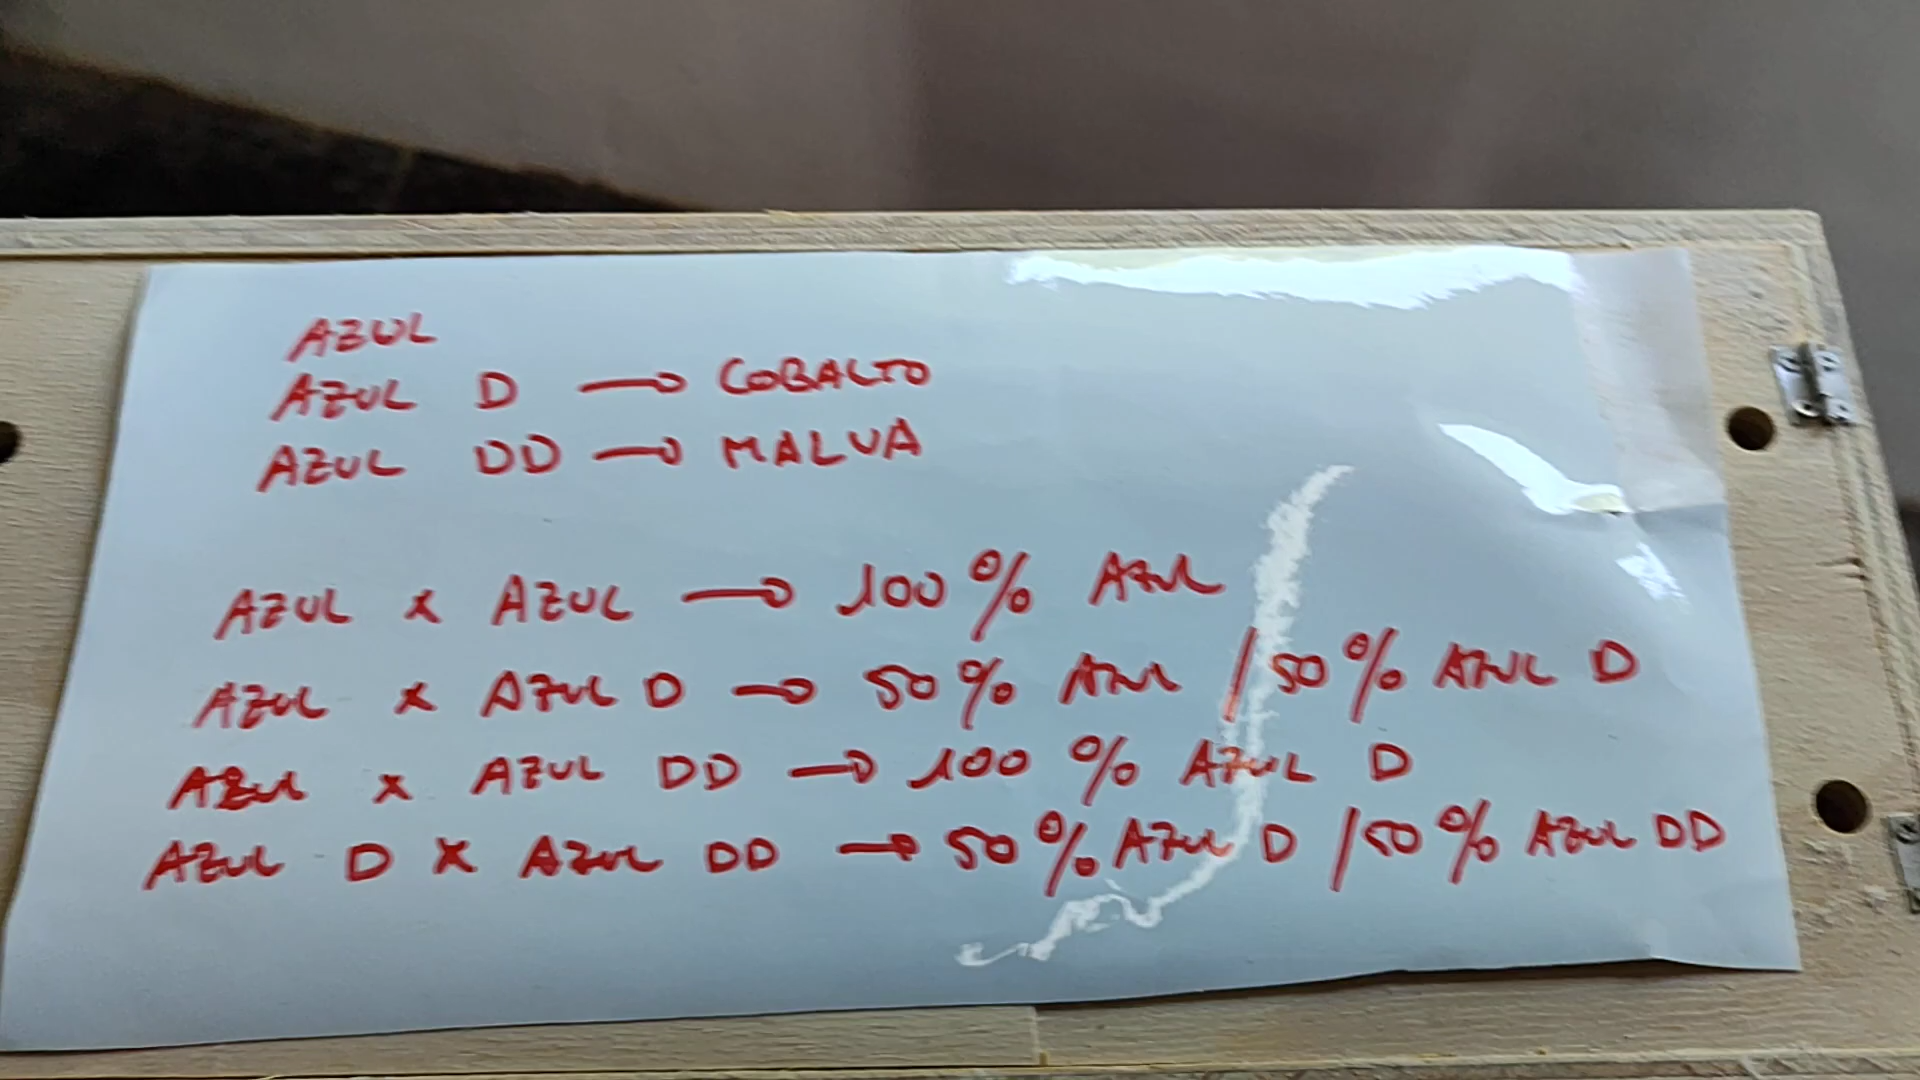 AZUL
AZUL D → COBALTO
AZUL DD → MALVA
AZUL x AZUL → 100% AZUL
AZUL x AZUL D → 50% AZUL / 50% AZUL D
AZUL x AZUL DD → 100% AZUL D
AZUL D x AZUL DD → 50% AZUL D / 50% AZUL DD